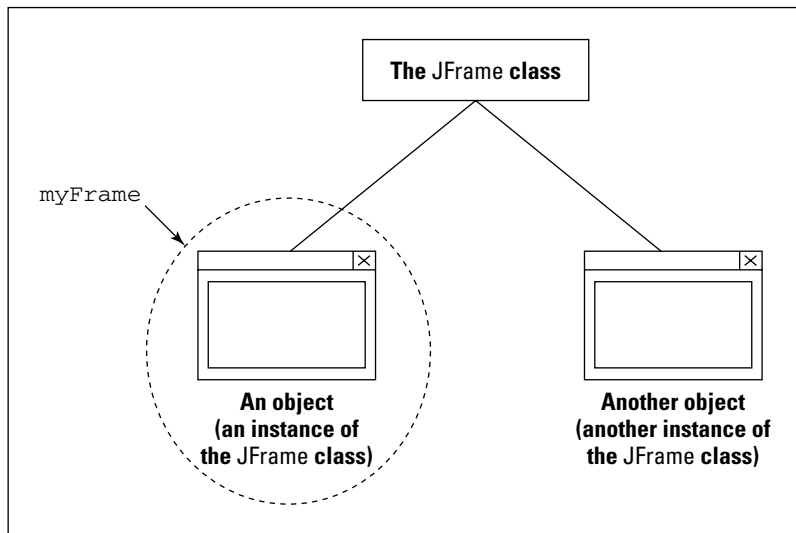 The JFrame class
myFrame
An object
(an instance of
the JFrame class)
Another object
(another instance of
the JFrame class)